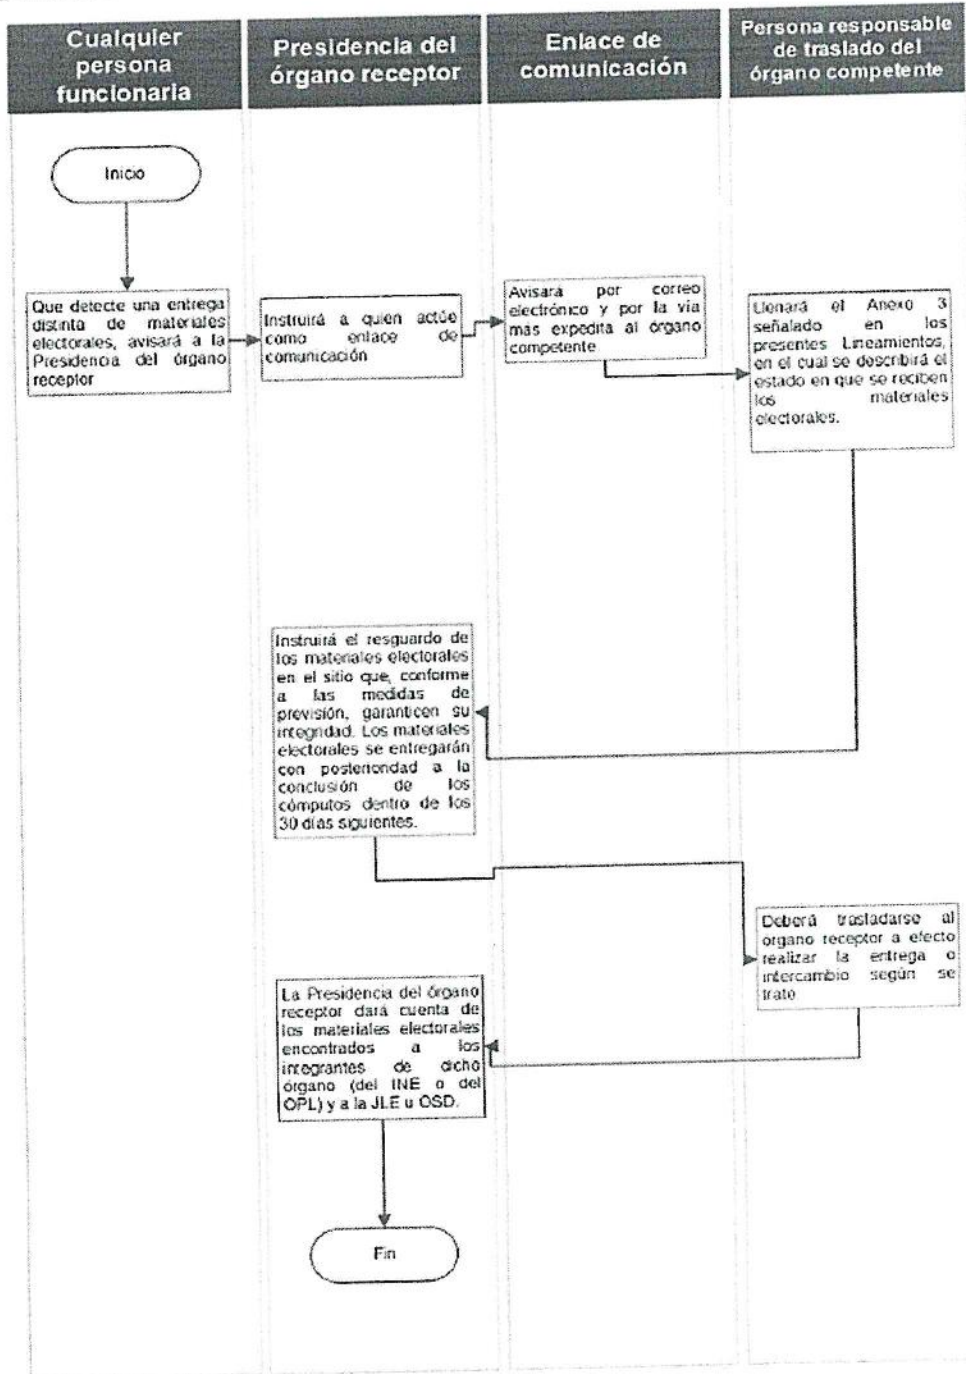 Cualquier
persona
funcionaria
Presidencia del
órgano receptor
Enlace de
comunicación
Persona responsable
de traslado del
órgano competente
Inicio
Que detecte una entrega
distinta de materiales
electorales, avisará a la
Presidencia del órgano
receptor
Instruirá a quien actúe
como enlace de
comunicación
Avisará por correo
electrónico y por la vía
más expedita al órgano
competente
Llenará el Anexo 3
señalado en los
presentes Lineamientos,
en el cual se describirá el
estado en que se reciben
los materiales
electorales.
Instruirá el resguardo de
los materiales electorales
en el sitio que, conforme
a las medidas de
previsión, garanticen su
integridad. Los materiales
electorales se entregarán
con posterioridad a la
conclusión de los
cómputos dentro de los
30 días siguientes.
Deberá trasladarse al
órgano receptor a efecto
realizar la entrega o
intercambio según se
trate
La Presidencia del órgano
receptor dará cuenta de
los materiales electorales
encontrados a los
integrantes de dicho
órgano (del INE o del
OPL) y a la JLE u OSD.
Fin